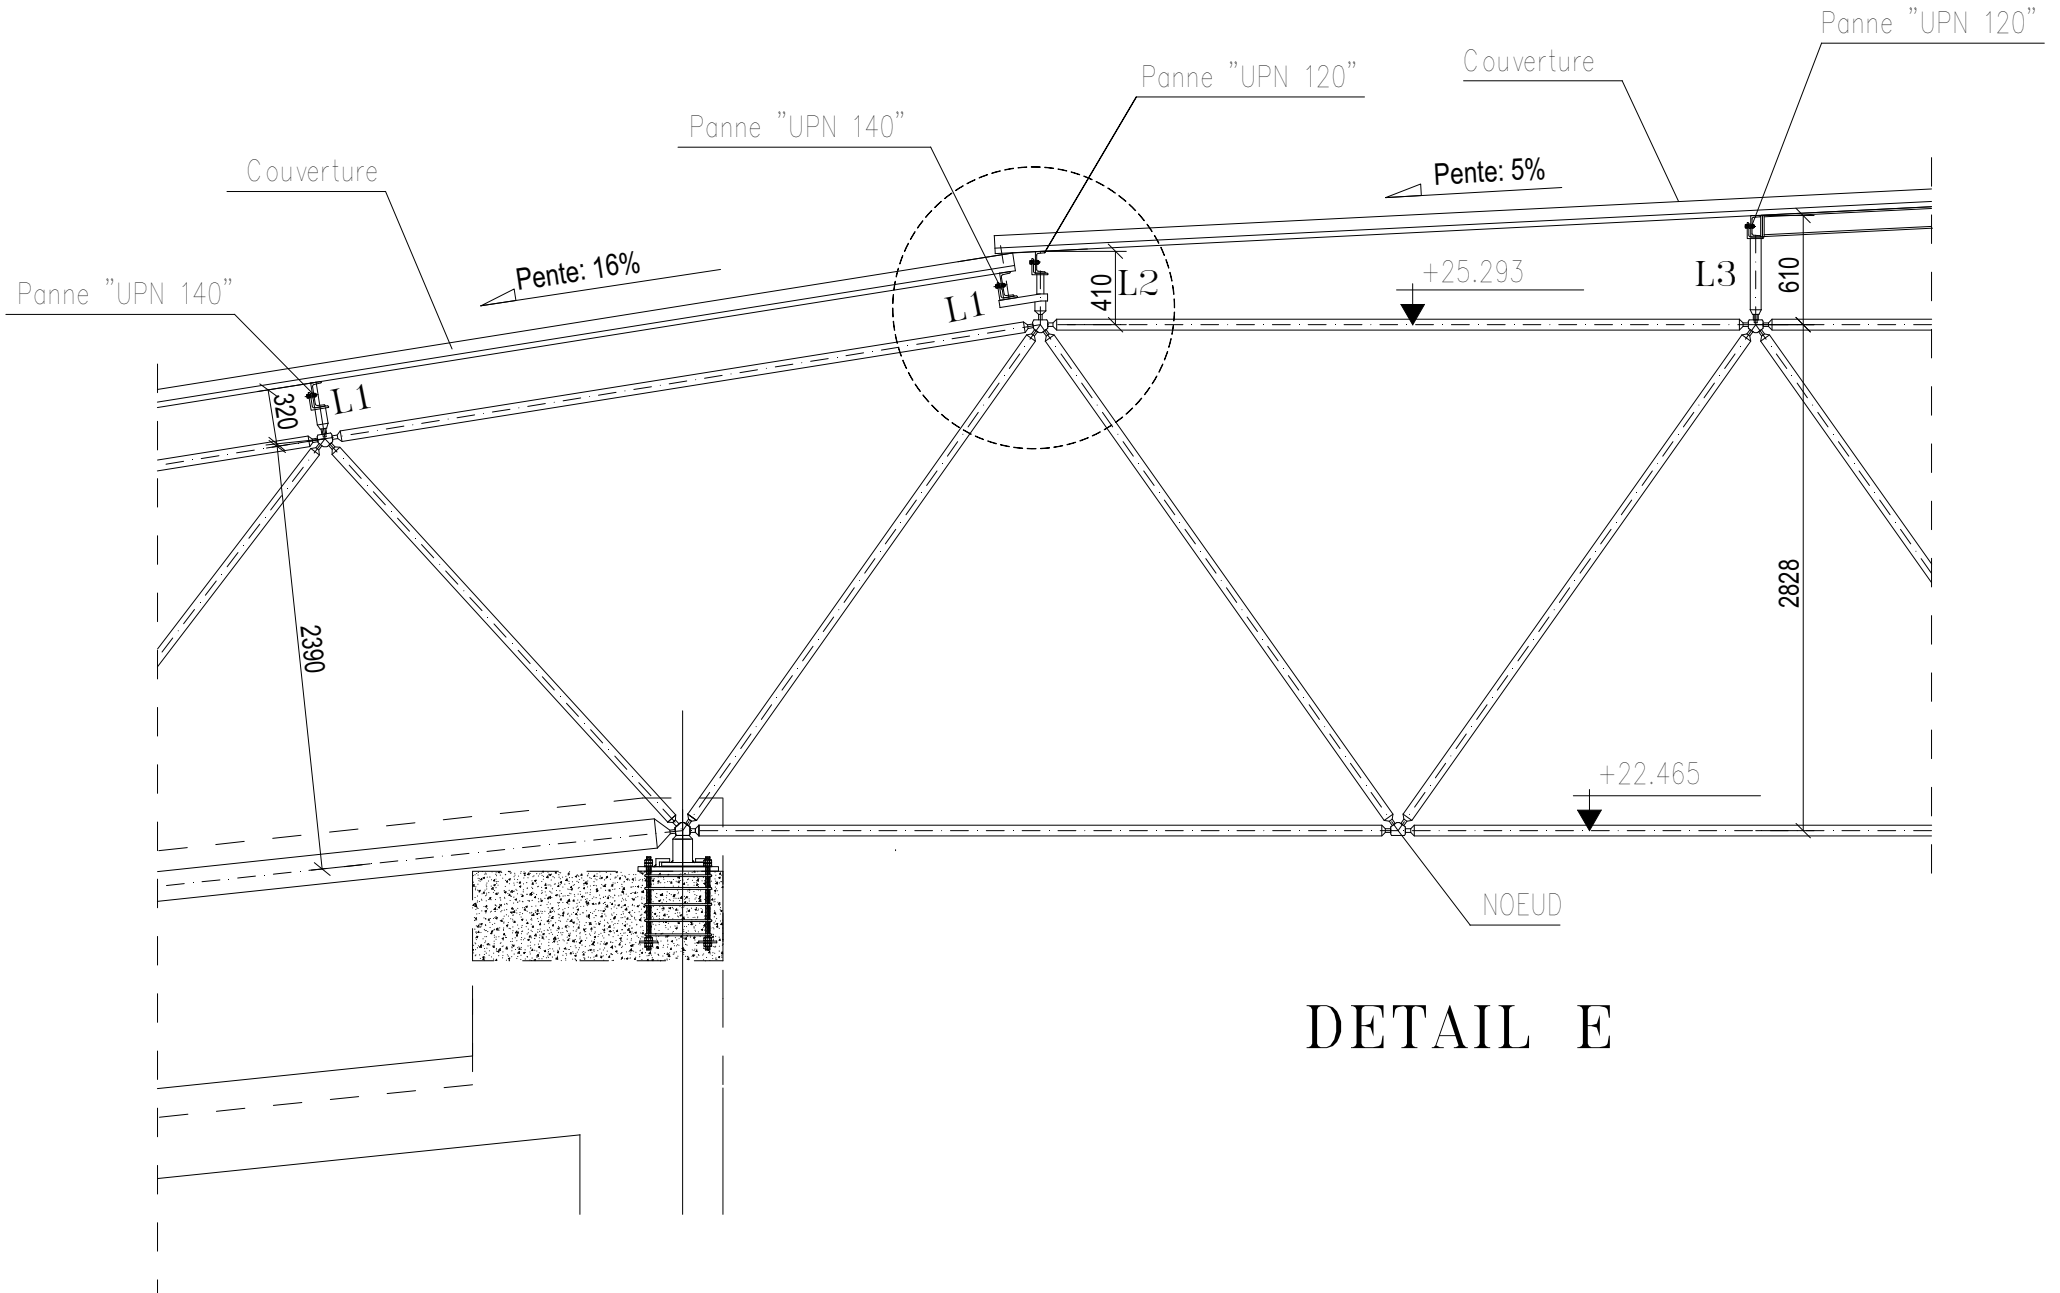 Panne "UPN 120"
Couverture
Panne "UPN 120"
Panne "UPN 140"
Couverture
Pente: 5%
Pente: 16%
+25.293
L3
610
L2
410
Panne "UPN 140"
L1
L1
320
2828
2390
+22.465
NOEUD
DETAIL E